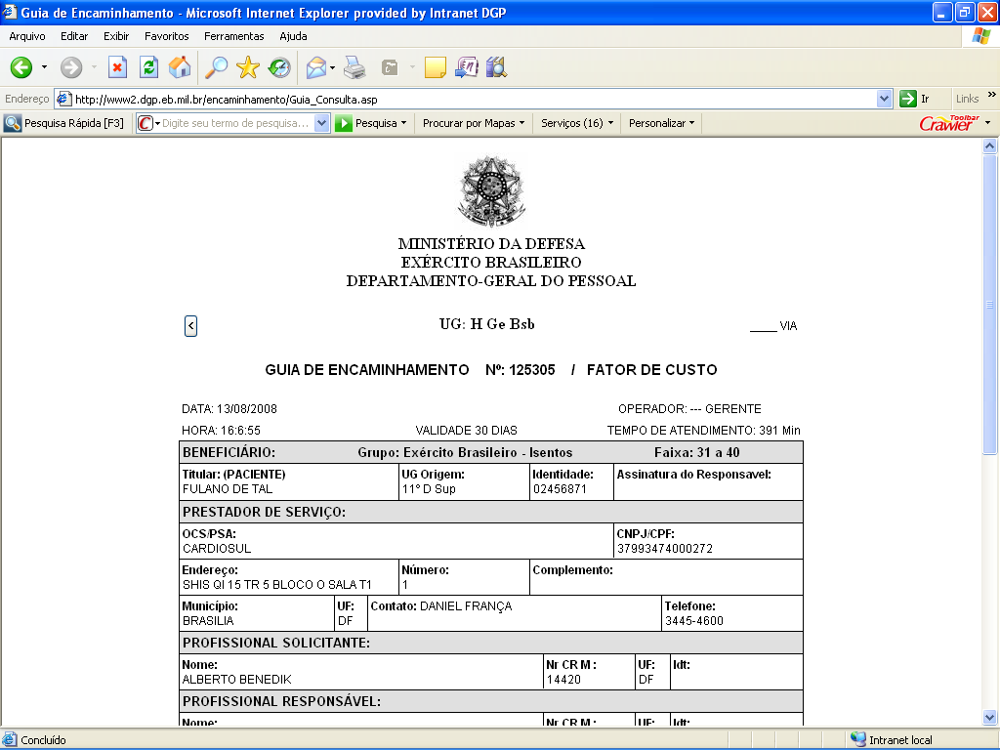 Guia de Encaminhamento - Microsoft Internet Explorer provided by Intranet DGP
Arquivo Editar Exibir Favoritos Ferramentas Ajuda
Endereço http://www2.dgp.eb.mil.br/encaminhamento/Guia_Consulta.asp Ir Links »
Pesquisa Rápida [F3] Digite seu termo de pesquisa... Pesquisa Procurar por Mapas Serviços (16) Personalizar Crawler Toolbar
MINISTÉRIO DA DEFESA
EXÉRCITO BRASILEIRO
DEPARTAMENTO-GERAL DO PESSOAL
< UG: H Ge Bsb ____ VIA
GUIA DE ENCAMINHAMENTO Nº: 125305 / FATOR DE CUSTO
DATA: 13/08/2008 OPERADOR: --- GERENTE
HORA: 16:6:55 VALIDADE 30 DIAS TEMPO DE ATENDIMENTO: 391 Min
BENEFICIÁRIO: Grupo: Exército Brasileiro - Isentos Faixa: 31 a 40
Titular: (PACIENTE) UG Origem: Identidade: Assinatura do Responsavel:
FULANO DE TAL 11º D Sup 02456871
PRESTADOR DE SERVIÇO:
OCS/PSA: CNPJ/CPF:
CARDIOSUL 37993474000272
Endereço: Número: Complemento:
SHIS QI 15 TR 5 BLOCO O SALA T1 1
Município: UF: Contato: DANIEL FRANÇA Telefone:
BRASILIA DF 3445-4600
PROFISSIONAL SOLICITANTE:
Nome: Nr CR M : UF: Idt:
ALBERTO BENEDIK 14420 DF
PROFISSIONAL RESPONSÁVEL:
Nome: Nr CR M : UF: Idt:
Concluído Intranet local